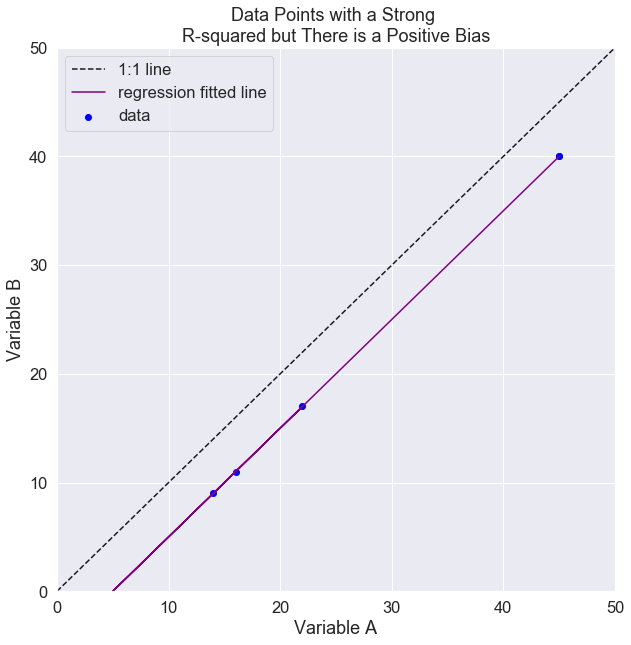 Data Points with a Strong
R-squared but There is a Positive Bias
1:1 line
regression fitted line
data
50
40
30
20
10
0
Variable B
0 10 20 30 40 50
Variable A